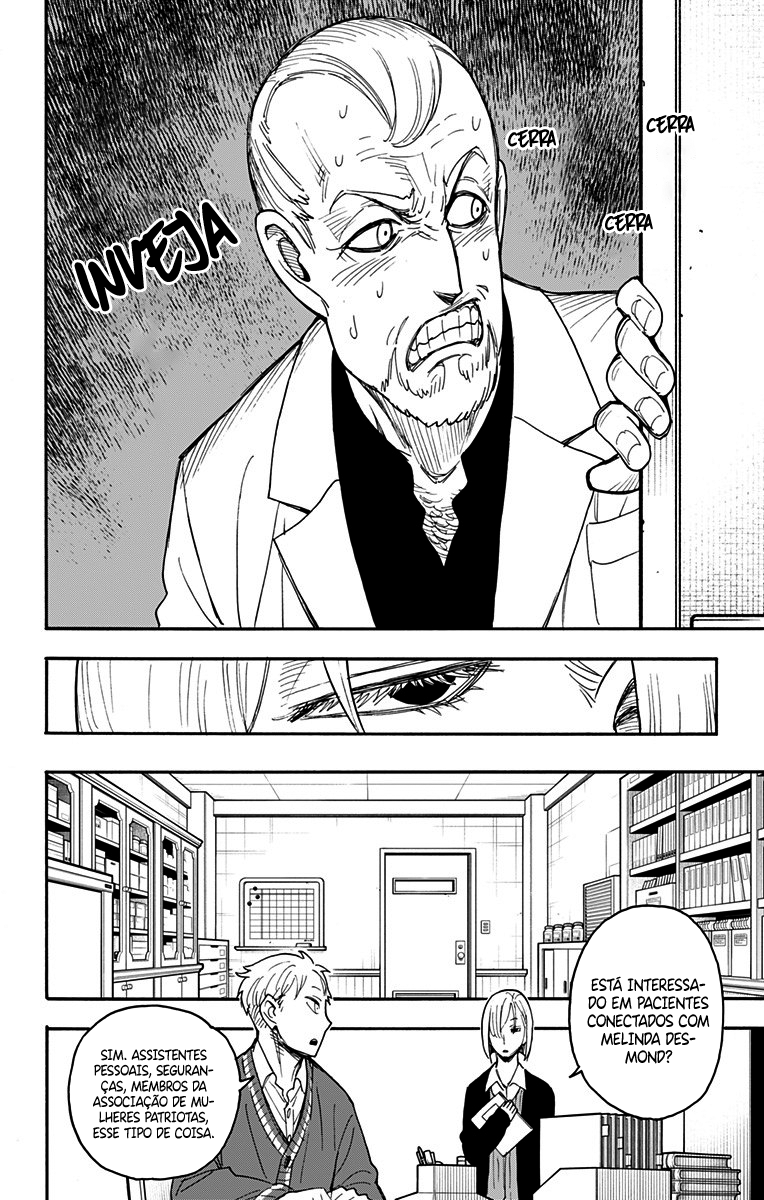 CERRA
CERRA
CERRA
INVEJA
ESTÁ INTERESSA-
DO EM PACIENTES
CONECTADOS COM
MELINDA DES-
MOND?
SIM. ASSISTENTES
PESSOAIS, SEGURAN-
ÇAS, MEMBROS DA
ASSOCIAÇÃO DE MU-
LHERES PATRIOTAS,
ESSE TIPO DE COISA.